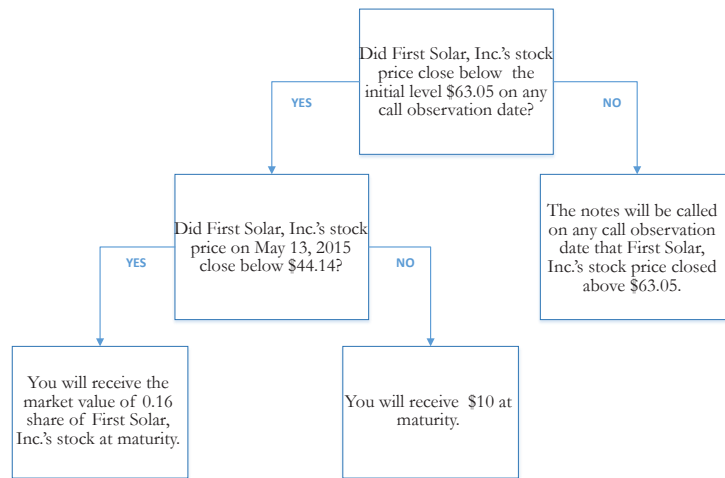 Did First Solar, Inc.'s stock
price close below the
initial level $63.05 on any
call observation date?
YES
NO
Did First Solar, Inc.'s stock
price on May 13, 2015
close below $44.14?
The notes will be called
on any call observation
date that First Solar,
Inc.'s stock price closed
above $63.05.
YES
NO
You will receive the
market value of 0.16
share of First Solar,
Inc.'s stock at maturity.
You will receive $10 at
maturity.